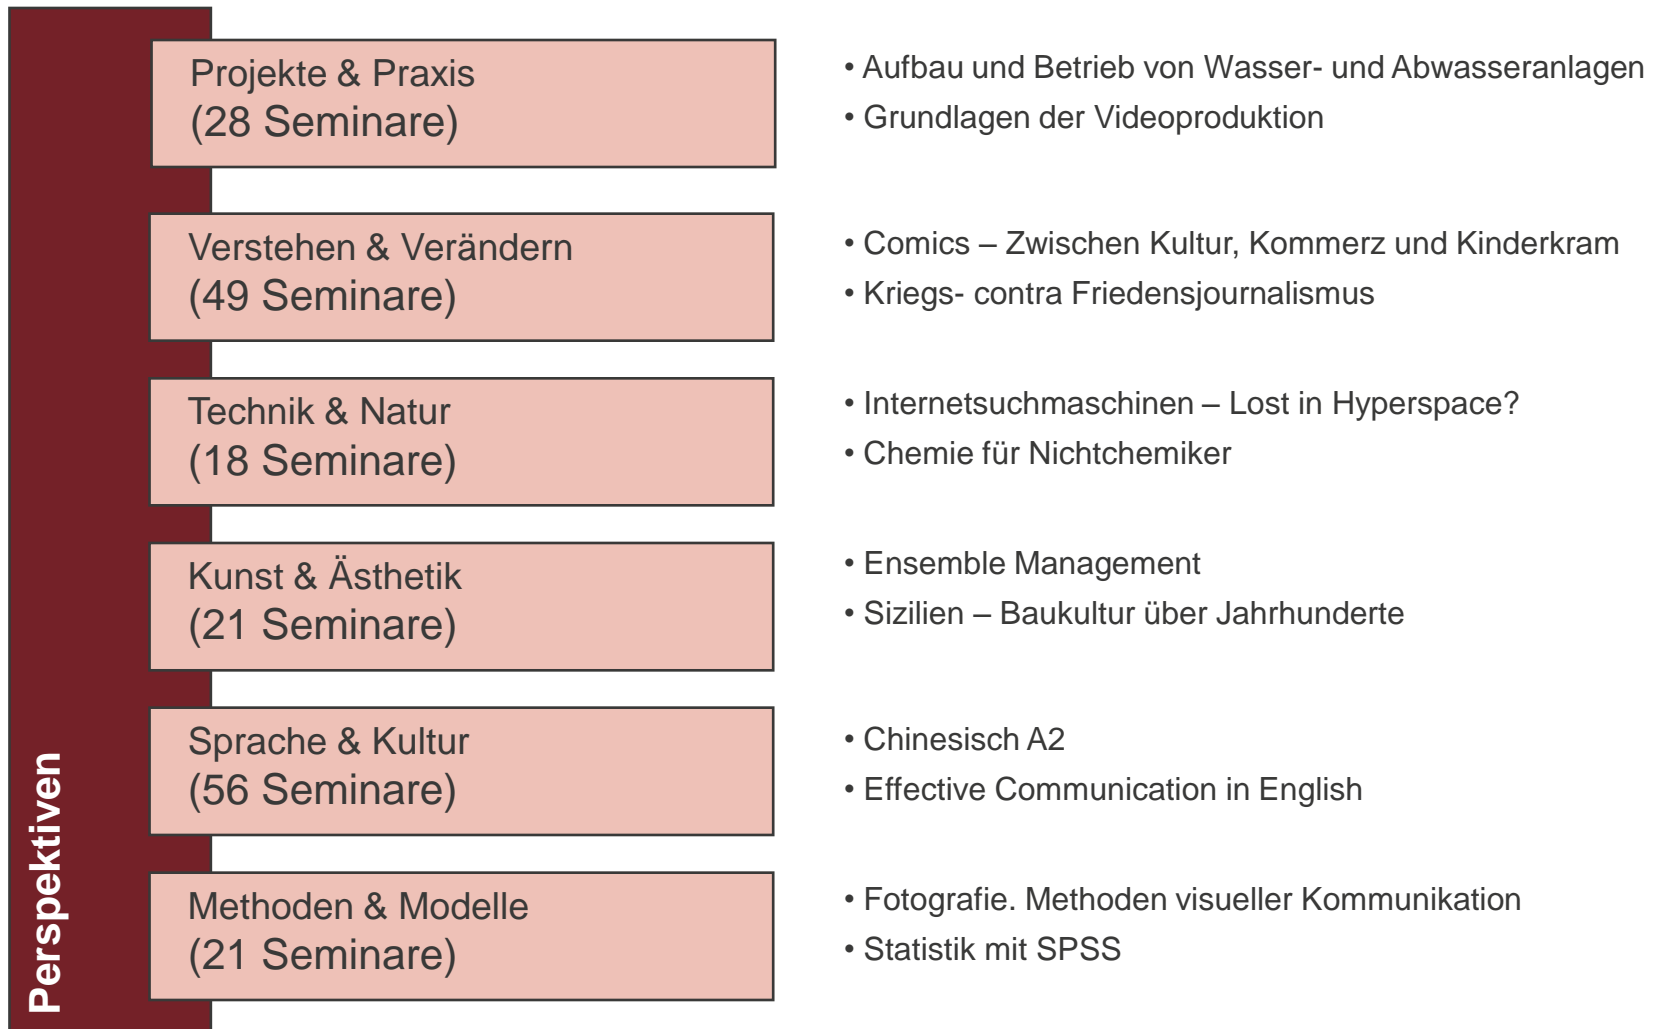 Perspektiven
Projekte & Praxis
(28 Seminare)
• Aufbau und Betrieb von Wasser- und Abwasseranlagen
• Grundlagen der Videoproduktion
Verstehen & Verändern
(49 Seminare)
• Comics – Zwischen Kultur, Kommerz und Kinderkram
• Kriegs- contra Friedensjournalismus
Technik & Natur
(18 Seminare)
• Internetsuchmaschinen – Lost in Hyperspace?
• Chemie für Nichtchemiker
Kunst & Ästhetik
(21 Seminare)
• Ensemble Management
• Sizilien – Baukultur über Jahrhunderte
Sprache & Kultur
(56 Seminare)
• Chinesisch A2
• Effective Communication in English
Methoden & Modelle
(21 Seminare)
• Fotografie. Methoden visueller Kommunikation
• Statistik mit SPSS